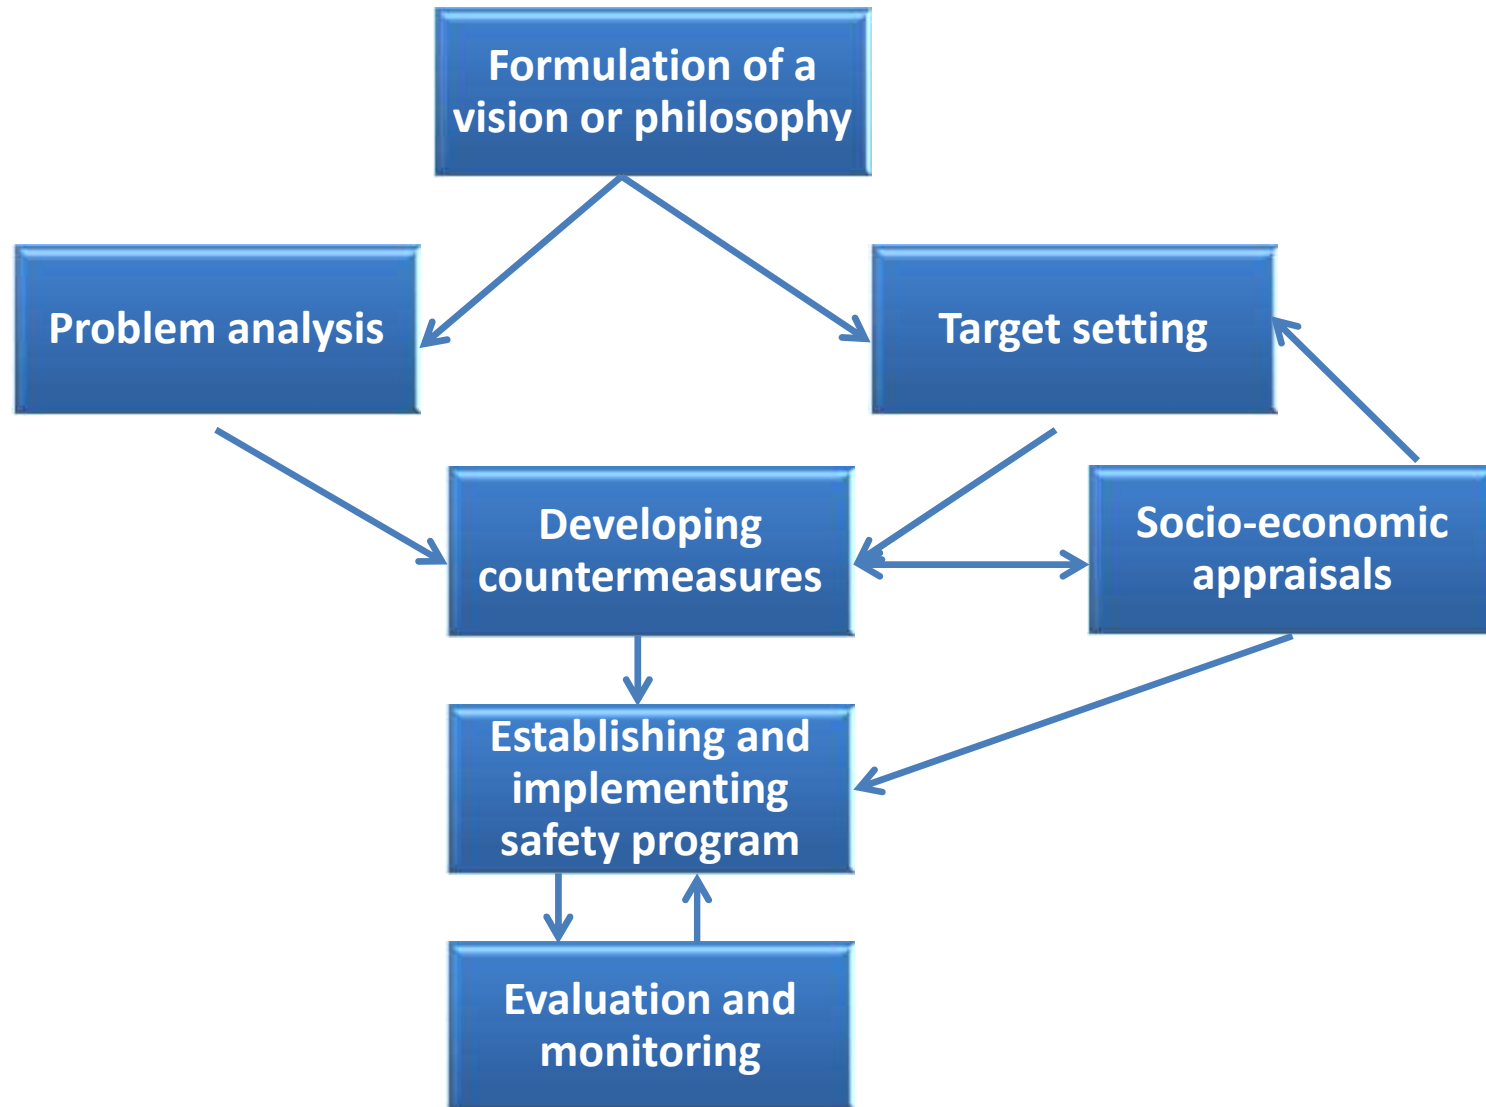 Formulation of a
vision or philosophy
Problem analysis
Target setting
Developing
countermeasures
Socio-economic
appraisals
Establishing and
implementing
safety program
Evaluation and
monitoring